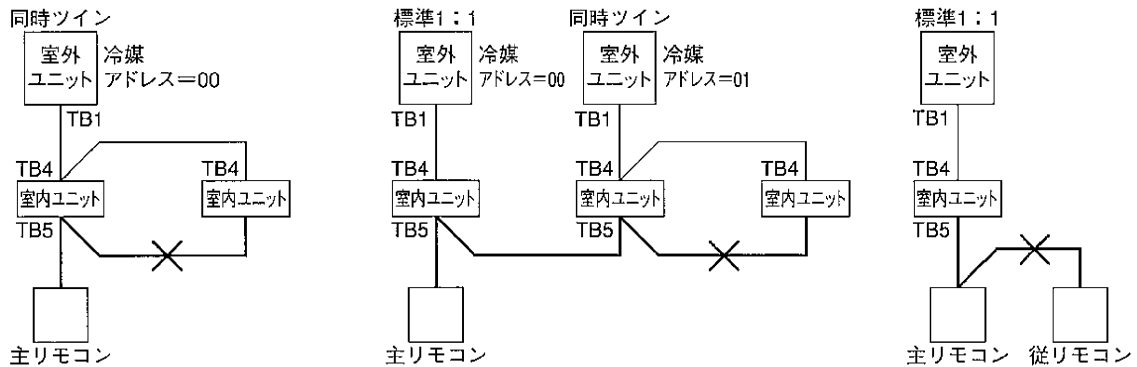 同時ツイン
室外
ユニット
冷媒
アドレス=00
TB1
TB4
室内ユニット
TB5
TB4
室内ユニット
主リモコン
標準1:1
室外
ユニット
冷媒
アドレス=00
TB1
TB4
室内ユニット
TB5
主リモコン
同時ツイン
室外
ユニット
冷媒
アドレス=01
TB1
TB4
室内ユニット
TB5
TB4
室内ユニット
標準1:1
室外
ユニット
TB1
TB4
室内ユニット
TB5
主リモコン
従リモコン